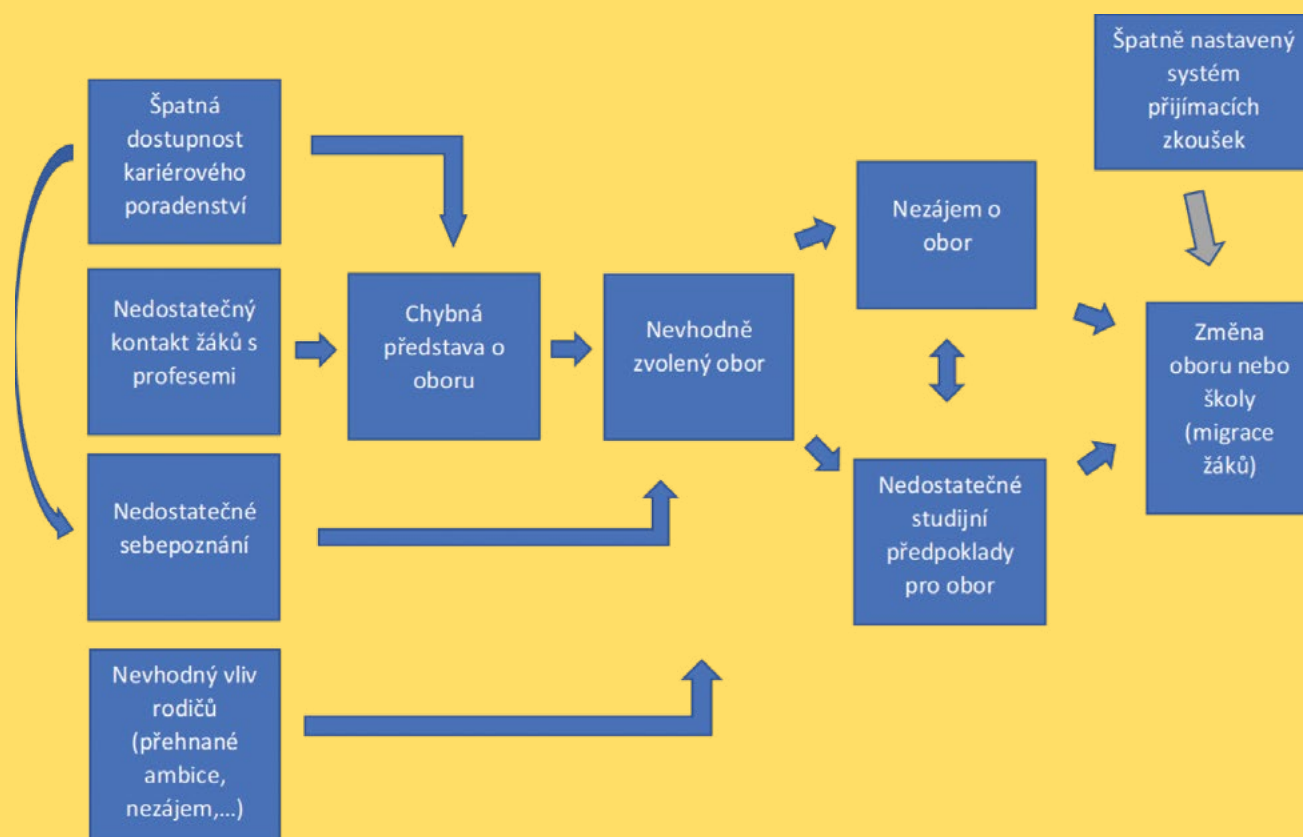 Špatně nastavený
systém
přijímacích
zkoušek
Špatná
dostupnost
kariérového
poradenství
Nezájem o
obor
Nedostatečný
kontakt žáků s
profesemi
Chybná
představa o
oboru
Nevhodně
zvolený obor
Změna
oboru nebo
školy
(migrace
žáků)
Nedostatečné
sebepoznání
Nedostatečné
studijní
předpoklady
pro obor
Nevhodný vliv
rodičů
(přehnané
ambice,
nezájem,...)